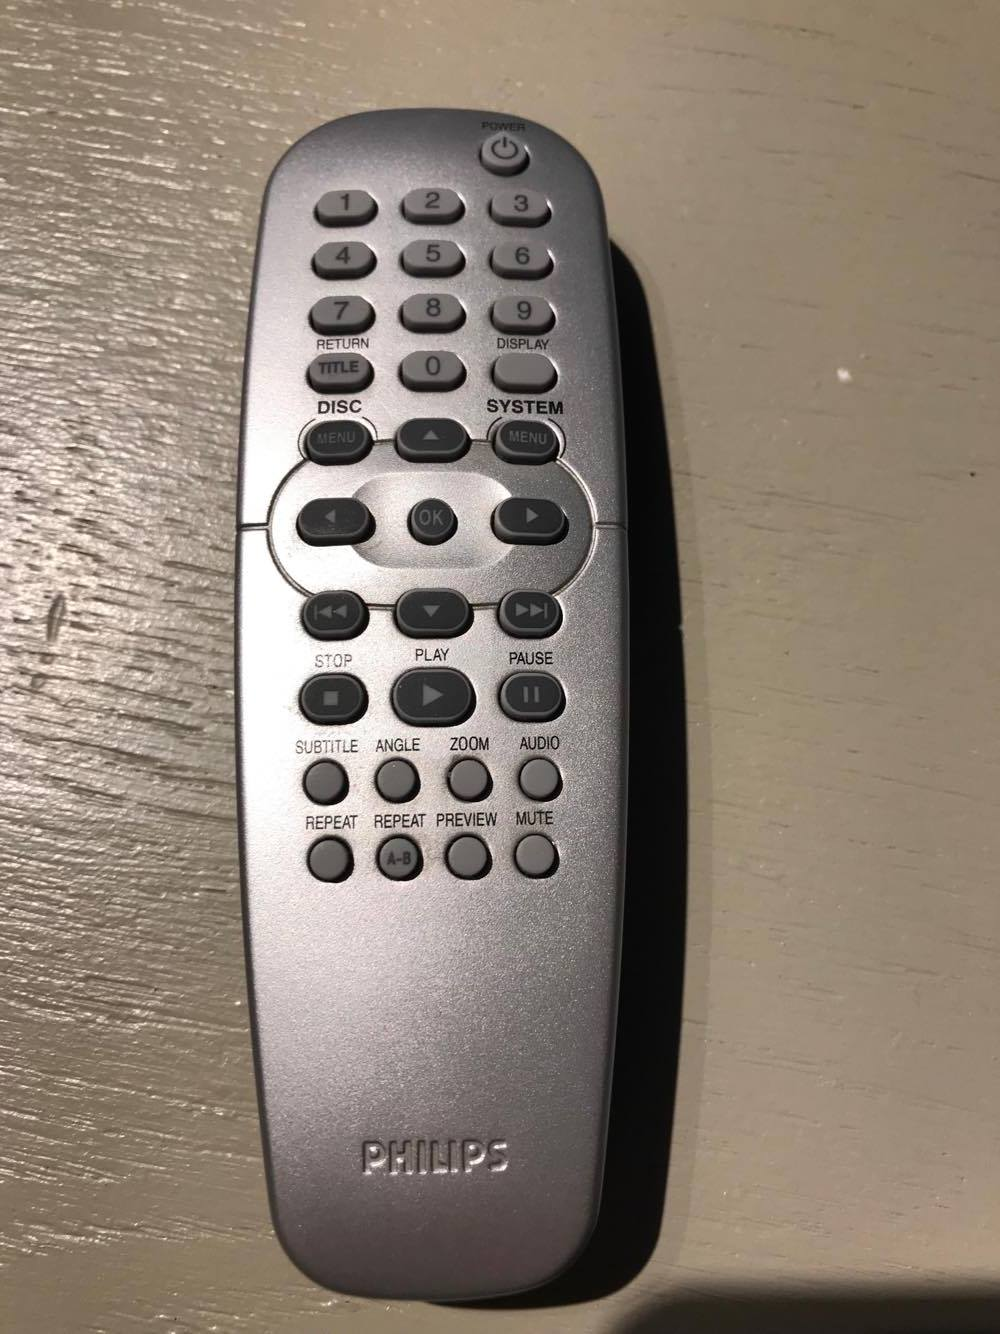 POWER
1 2 3
4 5 6
7 8 9
RETURN DISPLAY
TITLE 0
DISC SYSTEM
MENU MENU
OK
STOP PLAY PAUSE
SUBTITLE ANGLE ZOOM AUDIO
REPEAT REPEAT PREVIEW MUTE
A-B
PHILIPS